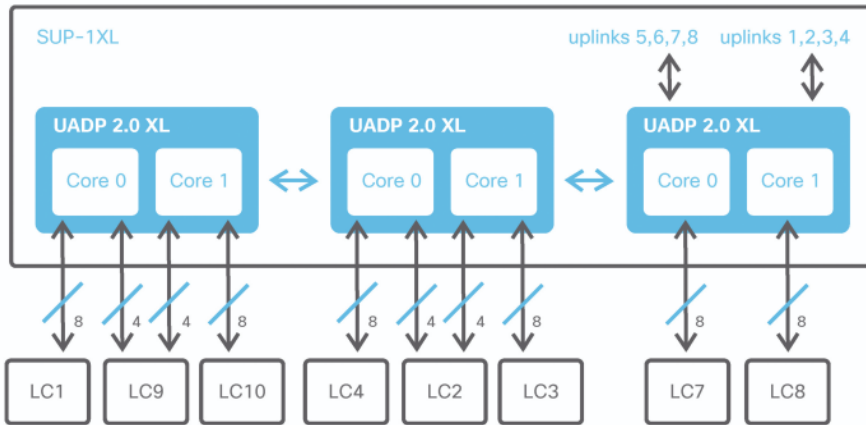 SUP-1XL uplinks 5,6,7,8 uplinks 1,2,3,4
UADP 2.0 XL UADP 2.0 XL UADP 2.0 XL
Core 0 Core 1 Core 0 Core 1 Core 0 Core 1
8 4 4 8 8 4 4 8 8 8
LC1 LC9 LC10 LC4 LC2 LC3 LC7 LC8